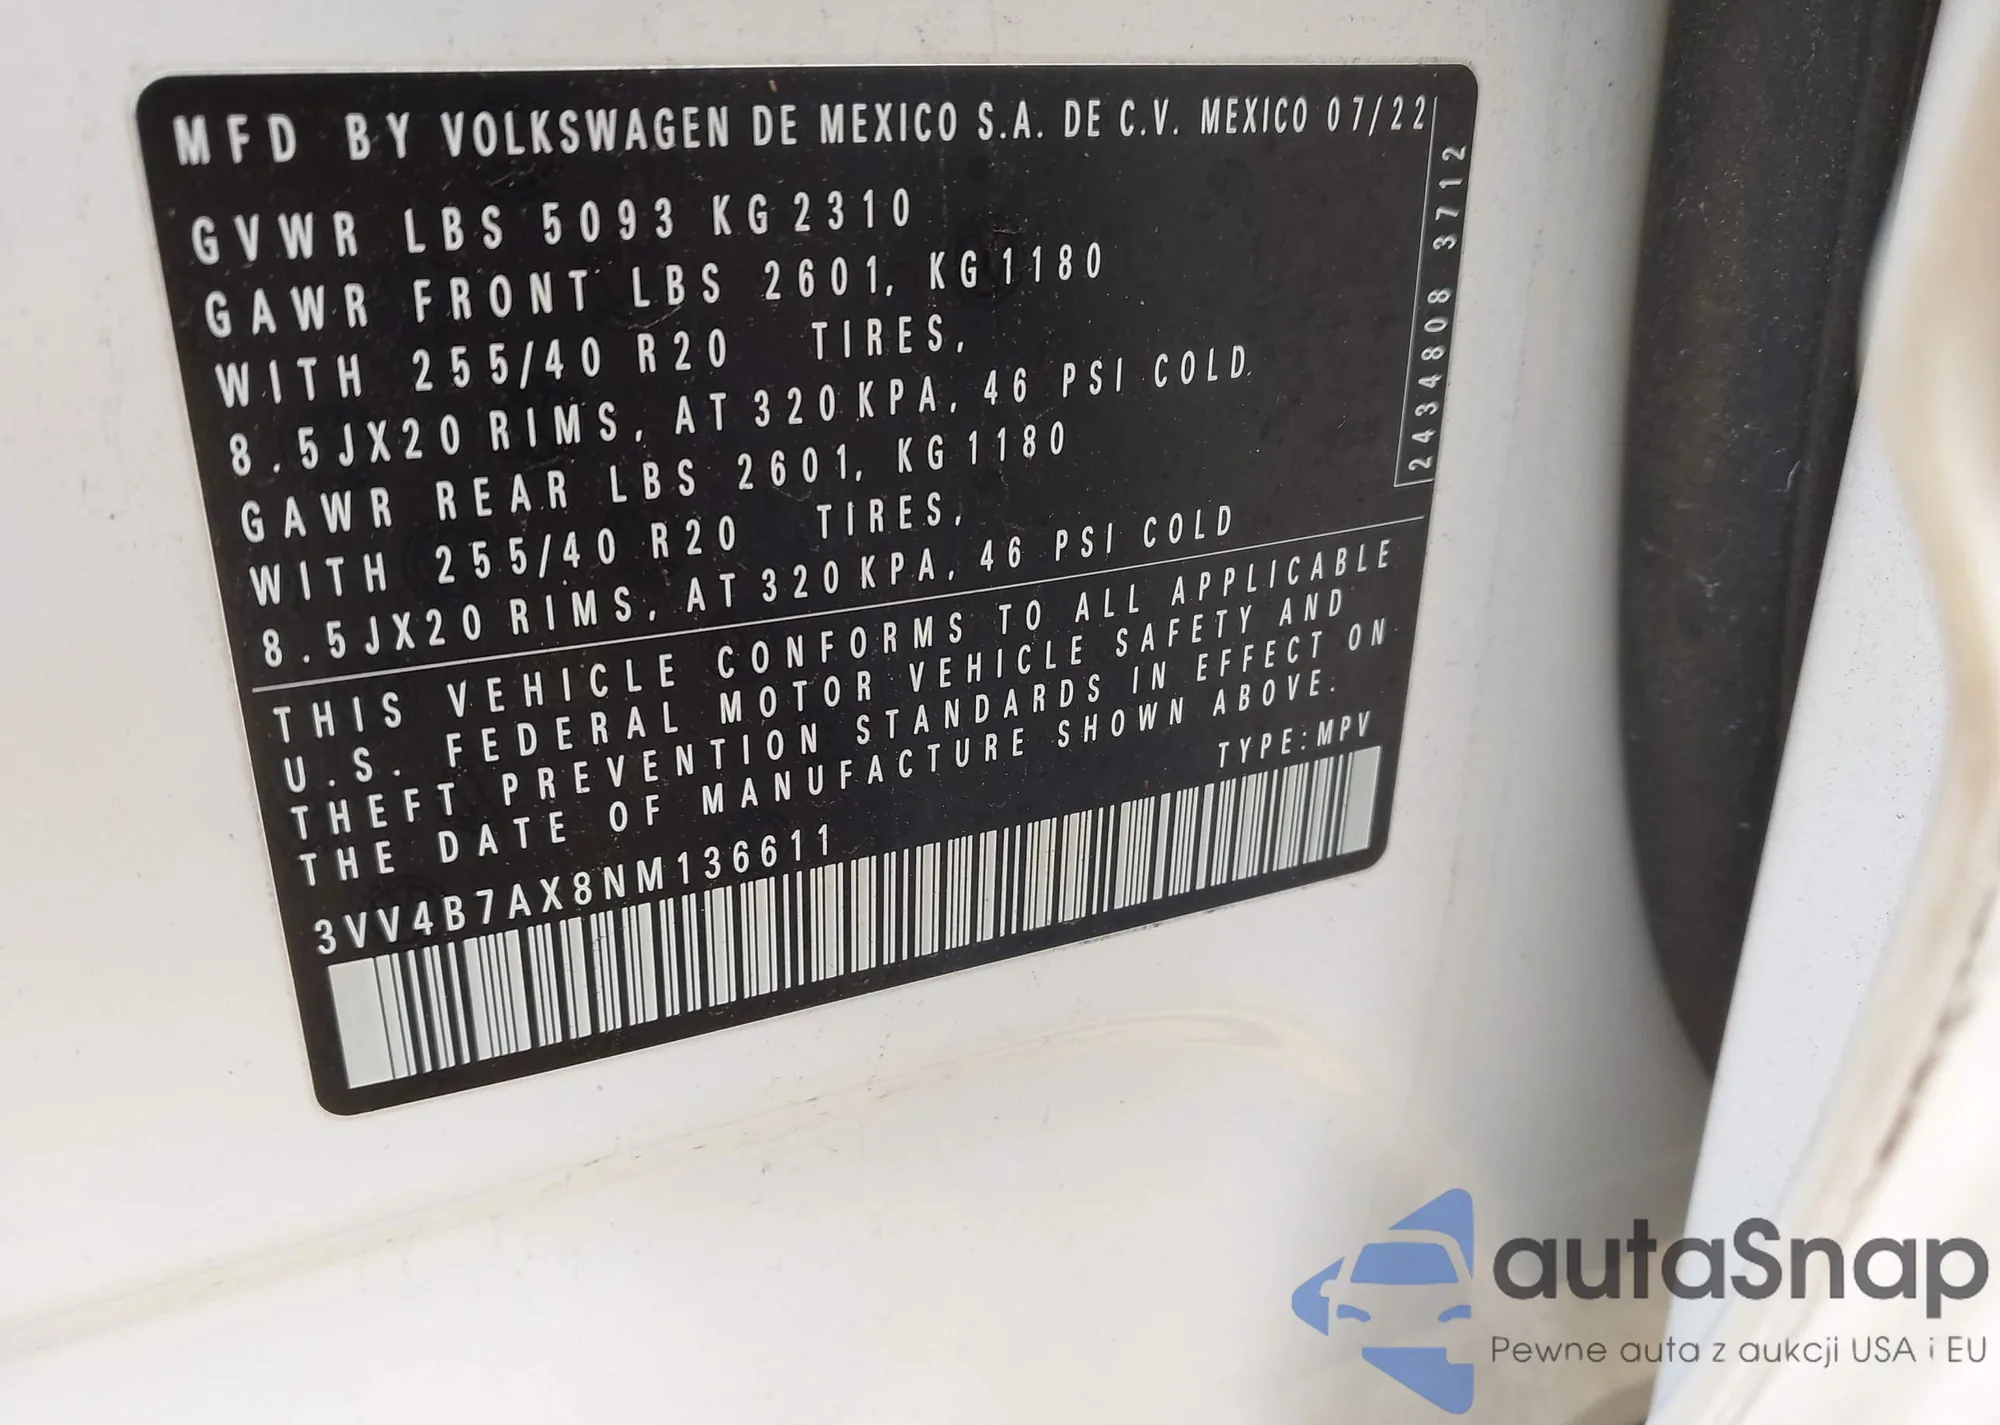 MFD BY VOLKSWAGEN DE MEXICO S.A. DE C.V. MEXICO 07/22
GVWR LBS 5093 KG 2310
GAWR FRONT LBS 2601, KG 1180
WITH 255/40 R20 TIRES,
8.5JX20 RIMS, AT 320 KPA, 46 PSI COLD
GAWR REAR LBS 2601, KG 1180
WITH 255/40 R20 TIRES,
8.5JX20 RIMS, AT 320 KPA, 46 PSI COLD
2434808 3712
THIS VEHICLE CONFORMS TO ALL APPLICABLE
U.S. FEDERAL MOTOR VEHICLE SAFETY AND
THEFT PREVENTION STANDARDS IN EFFECT ON
THE DATE OF MANUFACTURE SHOWN ABOVE.
TYPE: MPV
3VV4B7AX8NM136611
autaSnap
Pewne auta z aukcji USA i EU